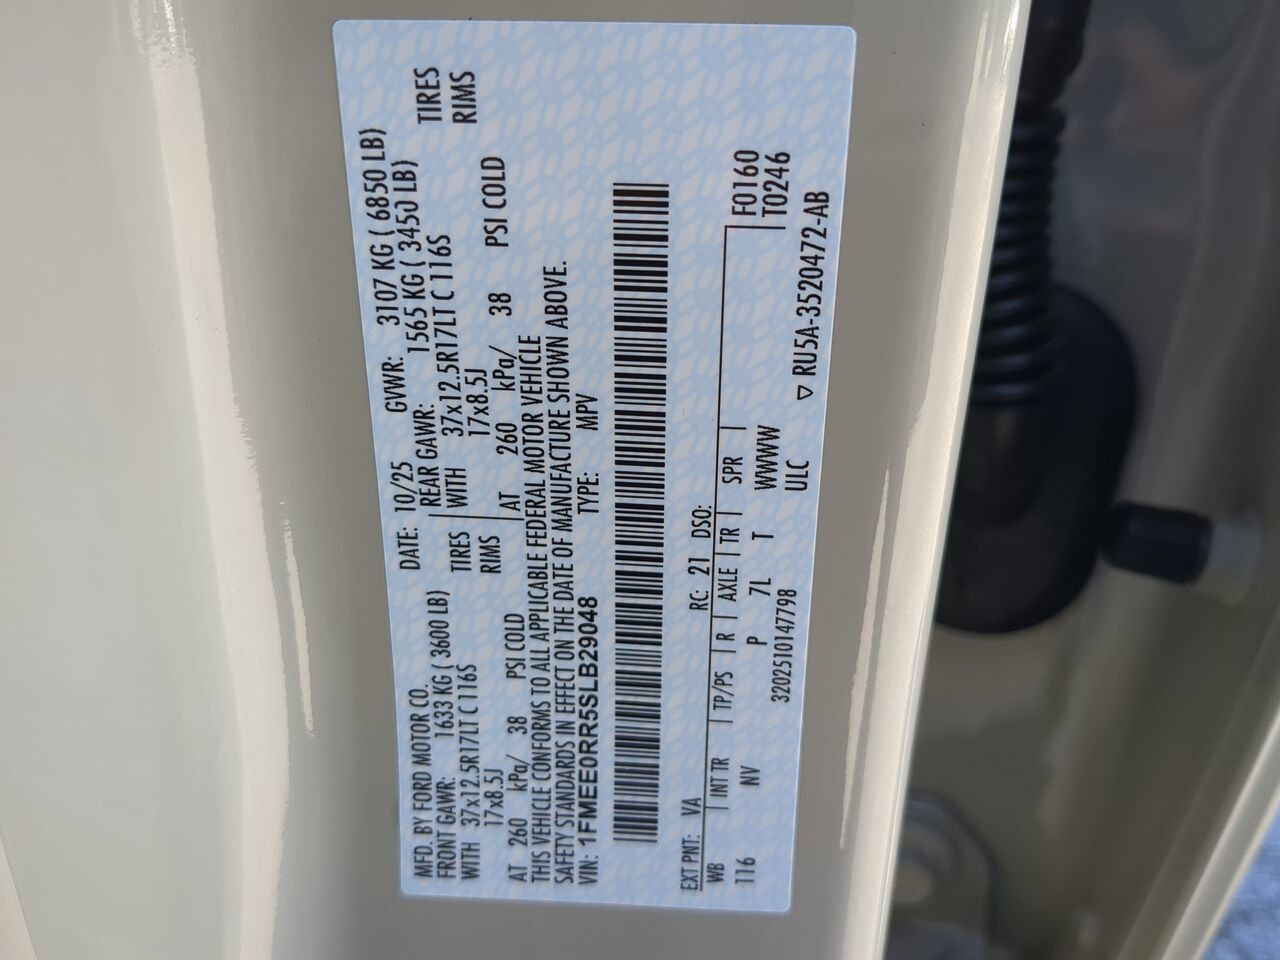 MFD. BY FORD MOTOR CO. DATE: 10/25 GVWR: 3107 KG ( 6850 LB)
FRONT GAWR: 1633 KG ( 3600 LB) REAR GAWR: 1565 KG ( 3450 LB)
WITH 37x12.5R17LT C 116S TIRES WITH 37x12.5R17LT C 116S TIRES
17x8.5J RIMS 17x8.5J RIMS
AT 260 kPa/ 38 PSI COLD AT 260 kPa/ 38 PSI COLD
THIS VEHICLE CONFORMS TO ALL APPLICABLE FEDERAL MOTOR VEHICLE
SAFETY STANDARDS IN EFFECT ON THE DATE OF MANUFACTURE SHOWN ABOVE.
VIN: 1FMEE0RR5SLB29048 TYPE: MPV
EXT PNT: VA RC: 21 DSO:
WB INT TR TP/PS R AXLE TR SPR F0160
116 NV P 7L T WWWW T0246
3202510147798 ULC
▽ RU5A-3520472-AB